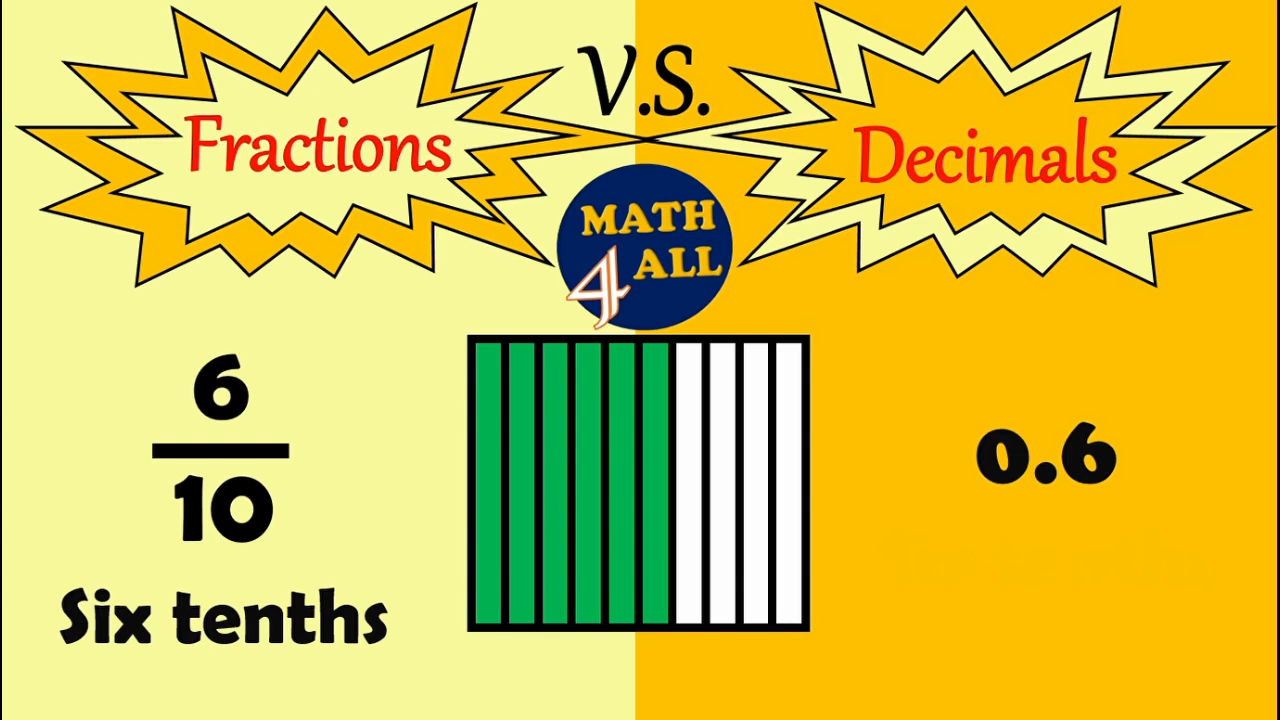 Fractions
V.S.
Decimals
MATH
4 ALL
6
10
Six tenths
0.6